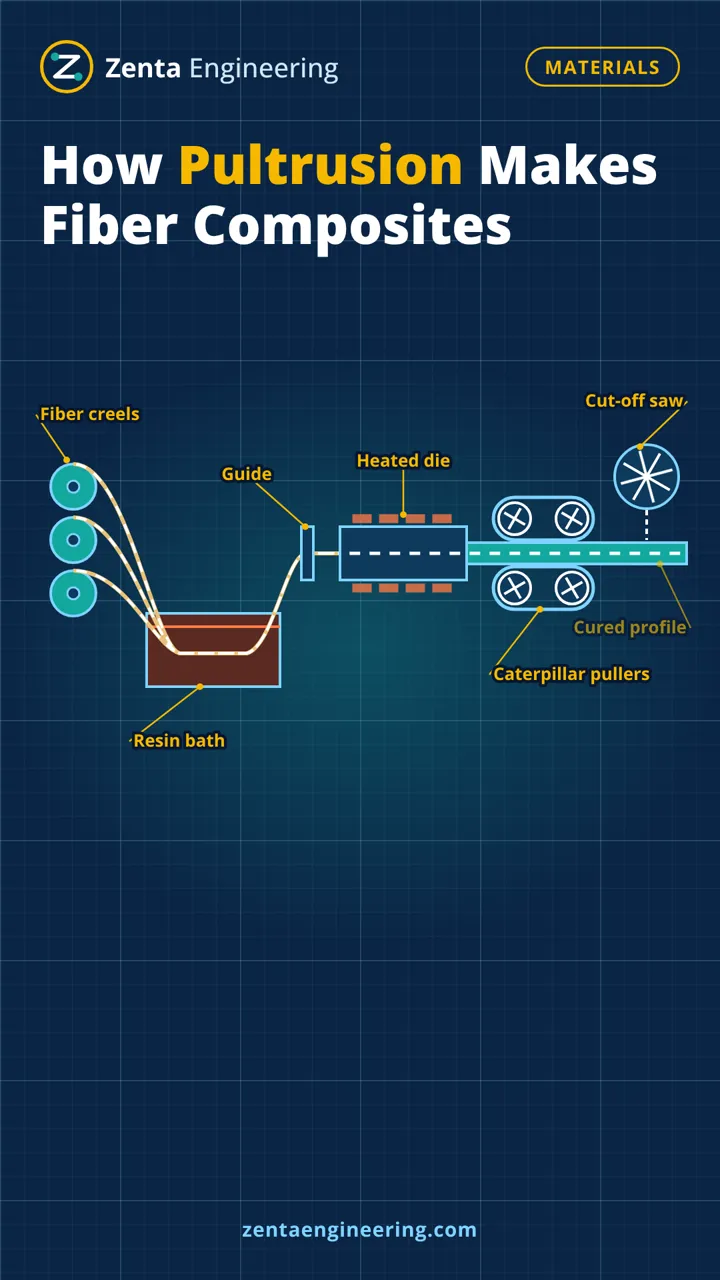 Zenta Engineering
MATERIALS
How Pultrusion Makes
Fiber Composites
Cut-off saw
Fiber creels
Heated die
Guide
Cured profile
Caterpillar pullers
Resin bath
zentaengineering.com